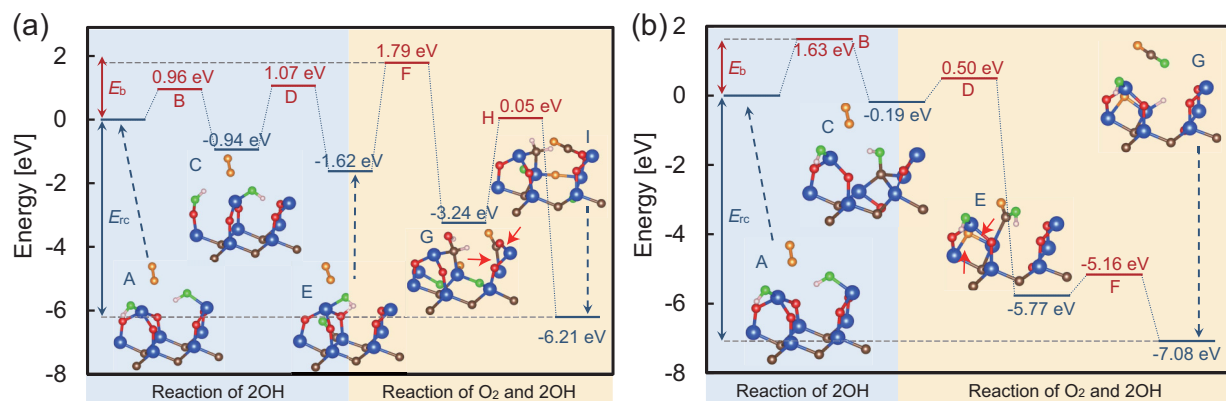 (a)
Energy [eV]
2
0
-2
-4
-6
-8
Eb
Erc
0.96 eV
B
-0.94 eV
C
1.07 eV
D
-1.62 eV
1.79 eV
F
-3.24 eV
0.05 eV
H
I
G
A
E
-6.21 eV
Reaction of 2OH
Reaction of O2 and 2OH
(b)
Energy [eV]
2
0
-2
-4
-6
-8
Eb
Erc
1.63 eV
B
-0.19 eV
C
0.50 eV
D
G
E
A
-5.77 eV
-5.16 eV
F
-7.08 eV
Reaction of 2OH
Reaction of O2 and 2OH